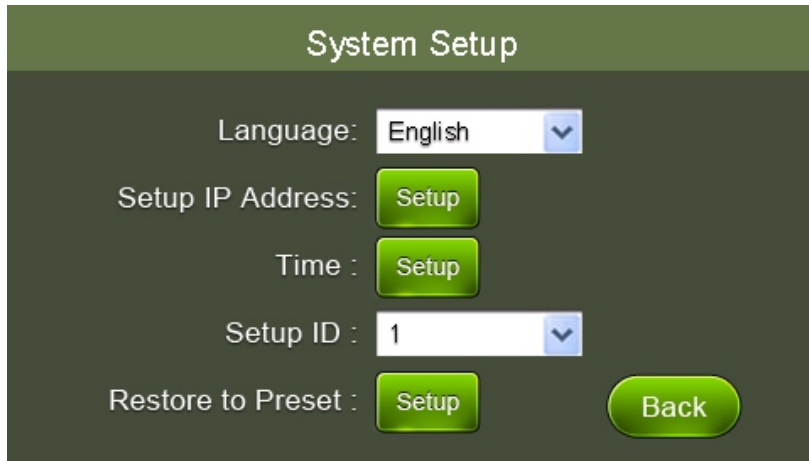 System Setup
Language: English
Setup IP Address: Setup
Time : Setup
Setup ID : 1
Restore to Preset : Setup
Back